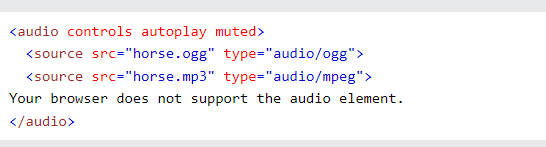 <audio controls autoplay muted>
  <source src="horse.ogg" type="audio/ogg">
  <source src="horse.mp3" type="audio/mpeg">
Your browser does not support the audio element.
</audio>